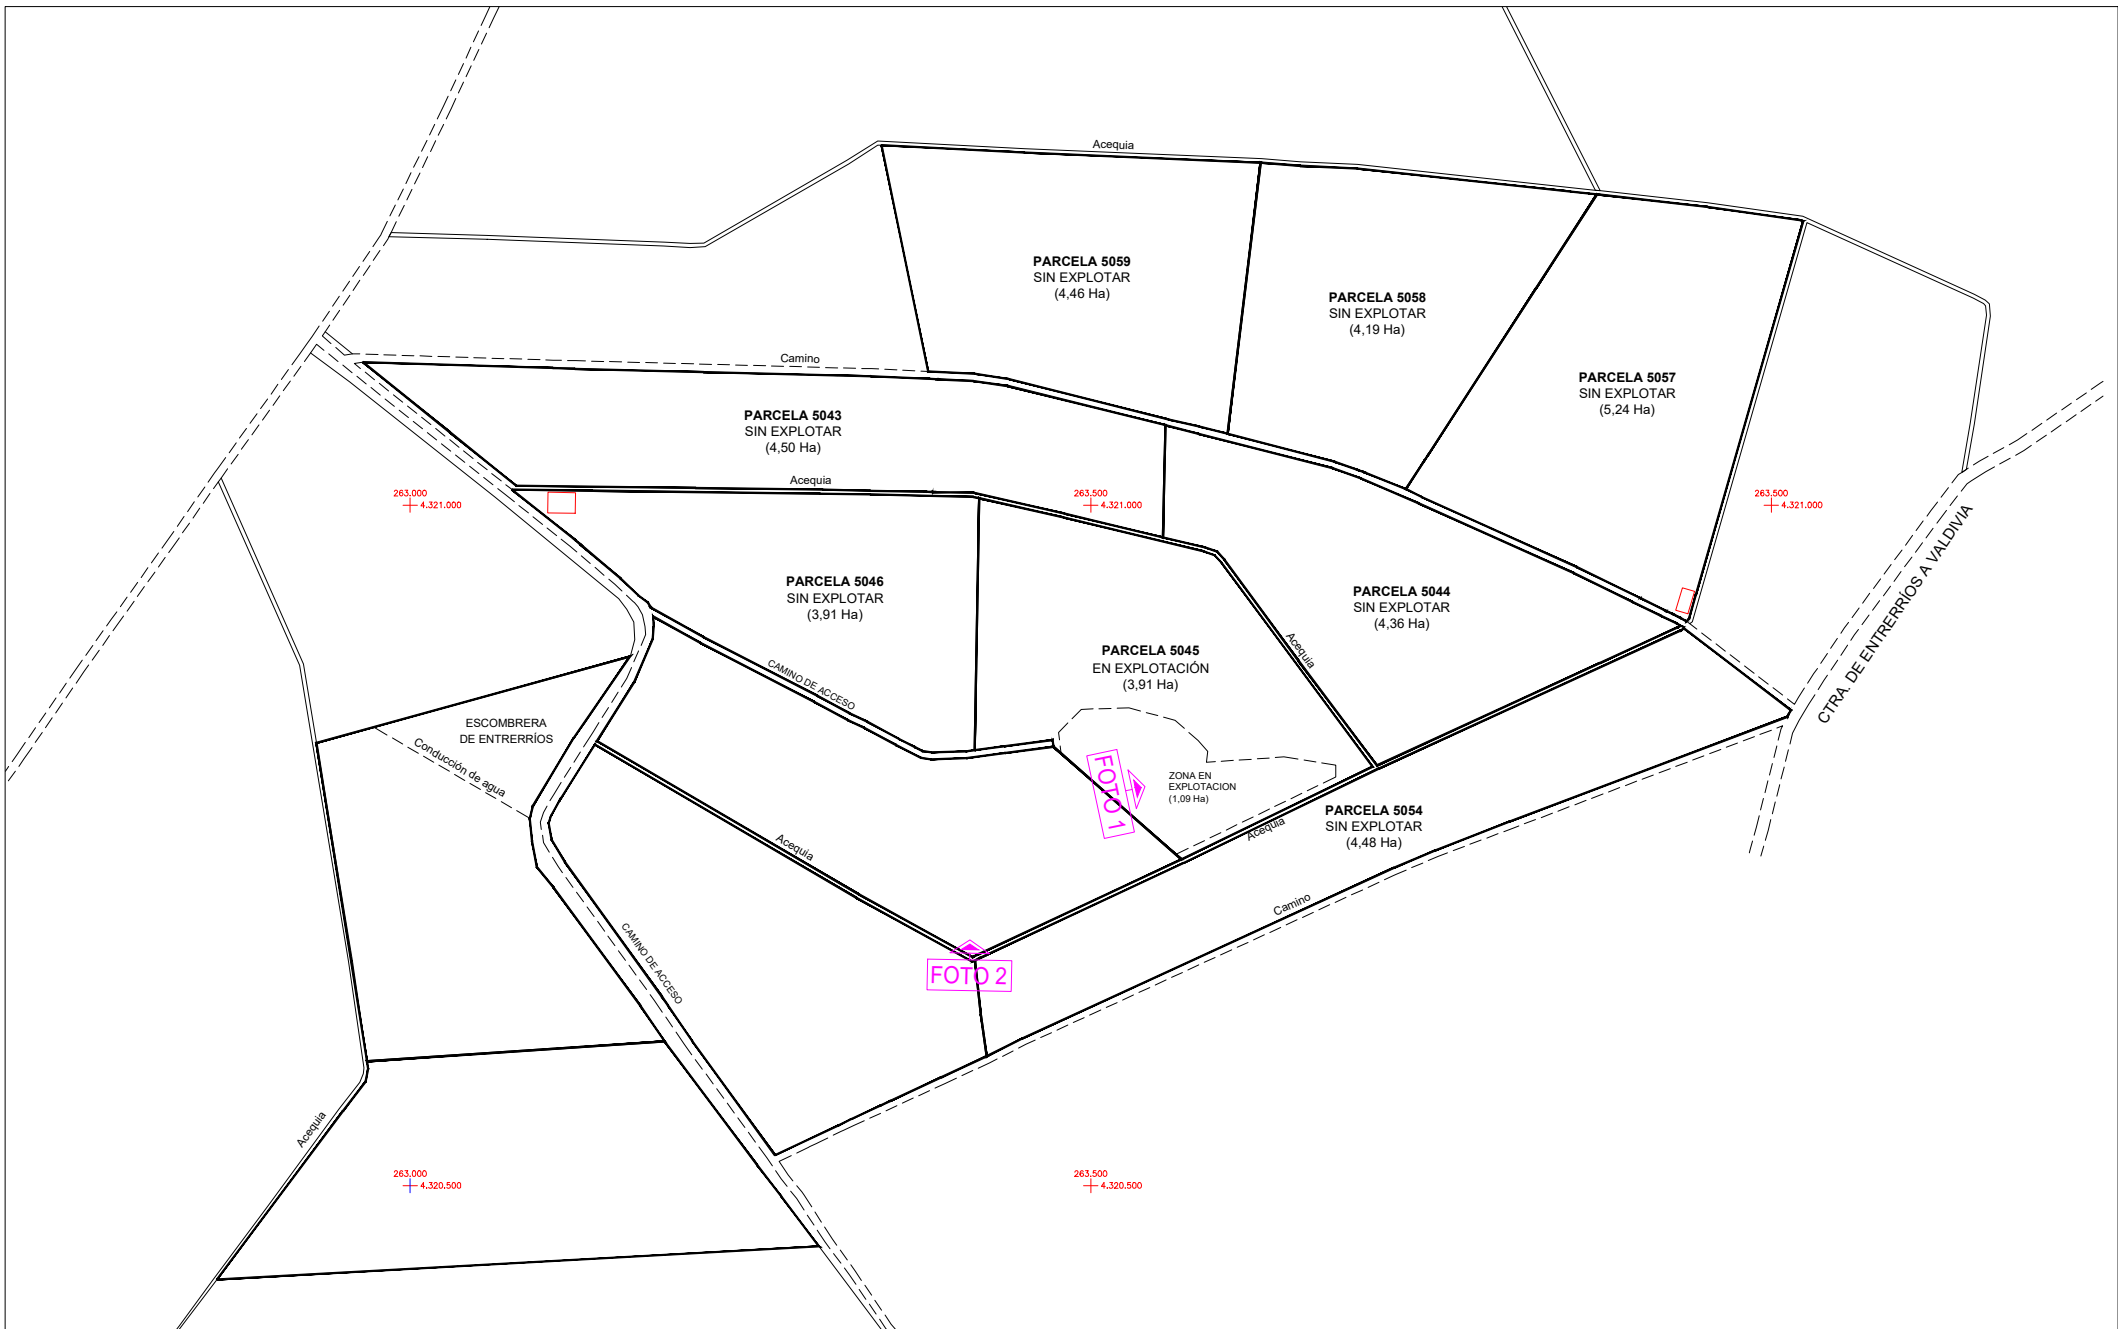 Acequia
PARCELA 5059
SIN EXPLOTAR
(4,46 Ha)
PARCELA 5058
SIN EXPLOTAR
(4,19 Ha)
Camino
PARCELA 5057
SIN EXPLOTAR
(5,24 Ha)
PARCELA 5043
SIN EXPLOTAR
(4,50 Ha)
Acequia
263.000
4.321.000
263.500
4.321.000
263.500
4.321.000
CTRA. DE ENTRERRÍOS A VALDIVIA
PARCELA 5046
SIN EXPLOTAR
(3,91 Ha)
PARCELA 5044
SIN EXPLOTAR
(4,36 Ha)
Acequia
PARCELA 5045
EN EXPLOTACIÓN
(3,91 Ha)
CAMINO DE ACCESO
ESCOMBRERA
DE ENTRERRÍOS
Conducción de agua
FOTO 1
ZONA EN
EXPLOTACION
(1,09 Ha)
PARCELA 5054
SIN EXPLOTAR
(4,48 Ha)
Acequia
Acequia
Camino
CAMINO DE ACCESO
FOTO 2
Acequia
263.000
4.320.500
263.500
4.320.500